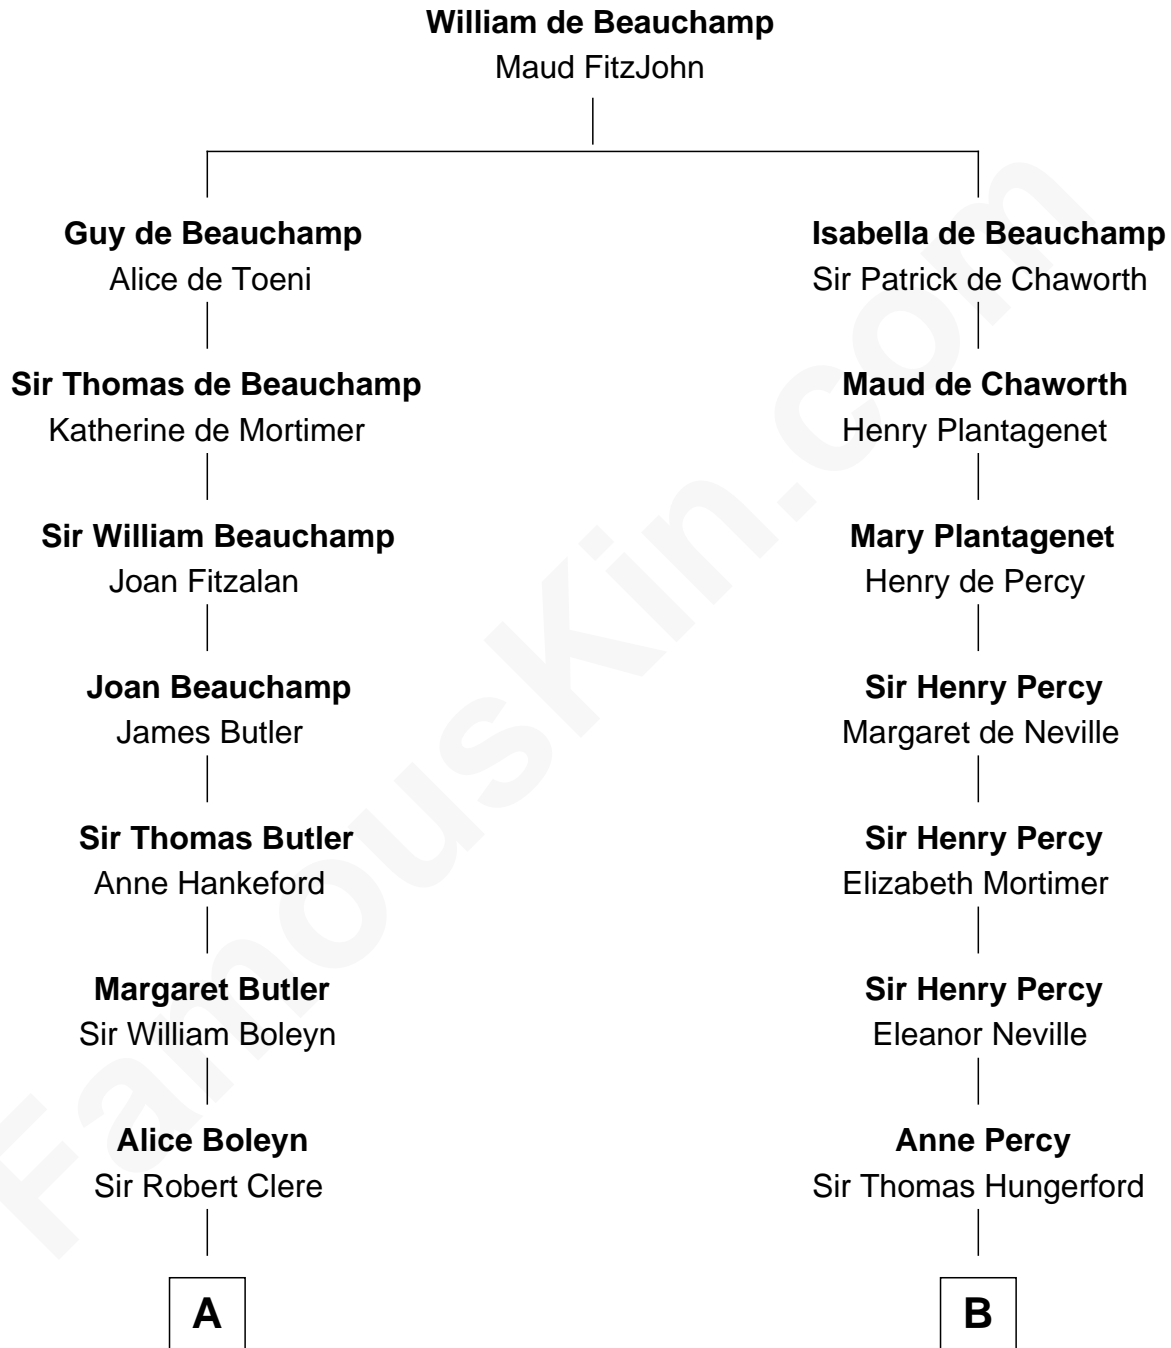 William de Beauchamp
Maud FitzJohn
Guy de Beauchamp
Alice de Toeni
Isabella de Beauchamp
Sir Patrick de Chaworth
Sir Thomas de Beauchamp
Katherine de Mortimer
Maud de Chaworth
Henry Plantagenet
Sir William Beauchamp
Joan Fitzalan
Mary Plantagenet
Henry de Percy
Joan Beauchamp
James Butler
Sir Henry Percy
Margaret de Neville
Sir Thomas Butler
Anne Hankeford
Sir Henry Percy
Elizabeth Mortimer
Margaret Butler
Sir William Boleyn
Sir Henry Percy
Eleanor Neville
Alice Boleyn
Sir Robert Clere
Anne Percy
Sir Thomas Hungerford
A
B
FamousKin.com